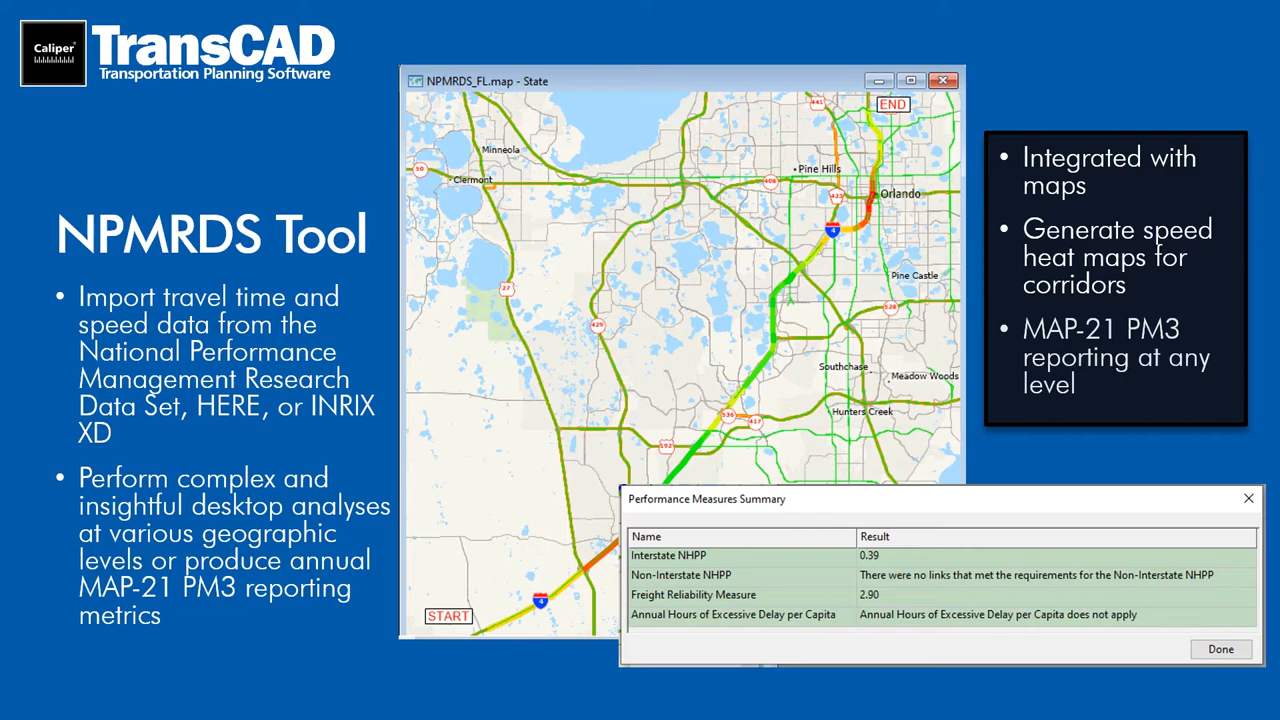 Caliper
TransCAD
Transportation Planning Software
NPMRDS Tool
• Import travel time and
speed data from the
National Performance
Management Research
Data Set, HERE, or INRIX
XD
• Perform complex and
insightful desktop analyses
at various geographic
levels or produce annual
MAP-21 PM3 reporting
metrics
NPMRDS_FL.map - State
441
END
Minneola
50
Clermont
Pine Hills
408
423
Orlando
4
Pine Castle
27
528
429
Southchase
Meadow Woods
536
417
Hunters Creek
192
4
START
• Integrated with
maps
• Generate speed
heat maps for
corridors
• MAP-21 PM3
reporting at any
level
Performance Measures Summary
Name Result
Interstate NHPP 0.39
Non-Interstate NHPP There were no links that met the requirements for the Non-Interstate NHPP
Freight Reliability Measure 2.90
Annual Hours of Excessive Delay per Capita Annual Hours of Excessive Delay per Capita does not apply
Done